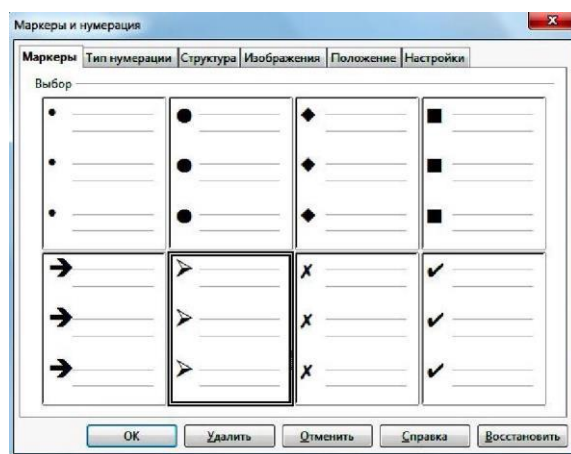 Маркеры и нумерация
Маркеры Тип нумерации Структура Изображения Положение Настройки
Выбор
OK Удалить Отменить Справка Восстановить